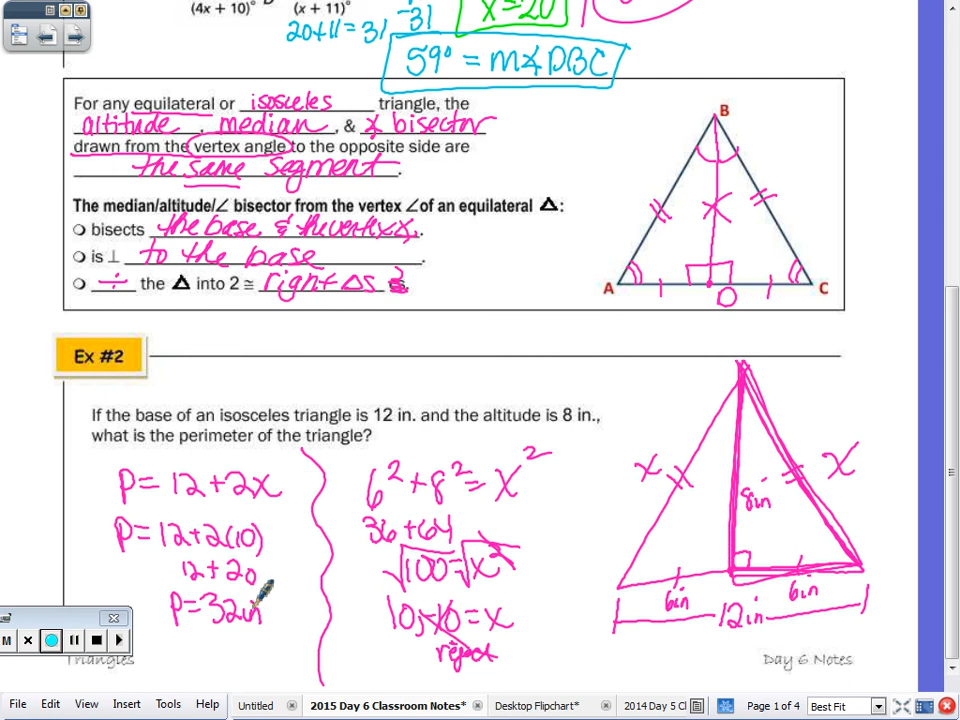 (4x + 10)° (x + 11)°
20+11=31
-31
x=20
59° = m∡DBC
For any equilateral or isosceles triangle, the
altitude, median, & ∡ bisector
drawn from the vertex angle to the opposite side are
the same segment.
The median/altitude/∠ bisector from the vertex ∠of an equilateral Δ:
bisects the base & the vertex ∡.
is ⊥ to the base.
÷ the Δ into 2 ≅ right Δs
B
A
D
C
Ex #2
If the base of an isosceles triangle is 12 in. and the altitude is 8 in.,
what is the perimeter of the triangle?
P = 12 + 2x
P = 12 + 2(10)
12 + 20
P = 32in
6² + 8² = x²
36 + 64
√100 = √x²
10, -10 = x
reject
x
x
8in
6in
6in
12in
Triangles
Day 6 Notes
M
File Edit View Insert Tools Help Untitled 2015 Day 6 Classroom Notes* Desktop Flipchart* 2014 Day 5 Cl Page 1 of 4 Best Fit